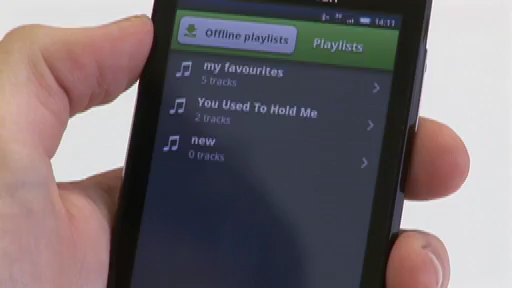 14:11
Offline playlists
Playlists
my favourites
5 tracks
You Used To Hold Me
2 tracks
new
0 tracks